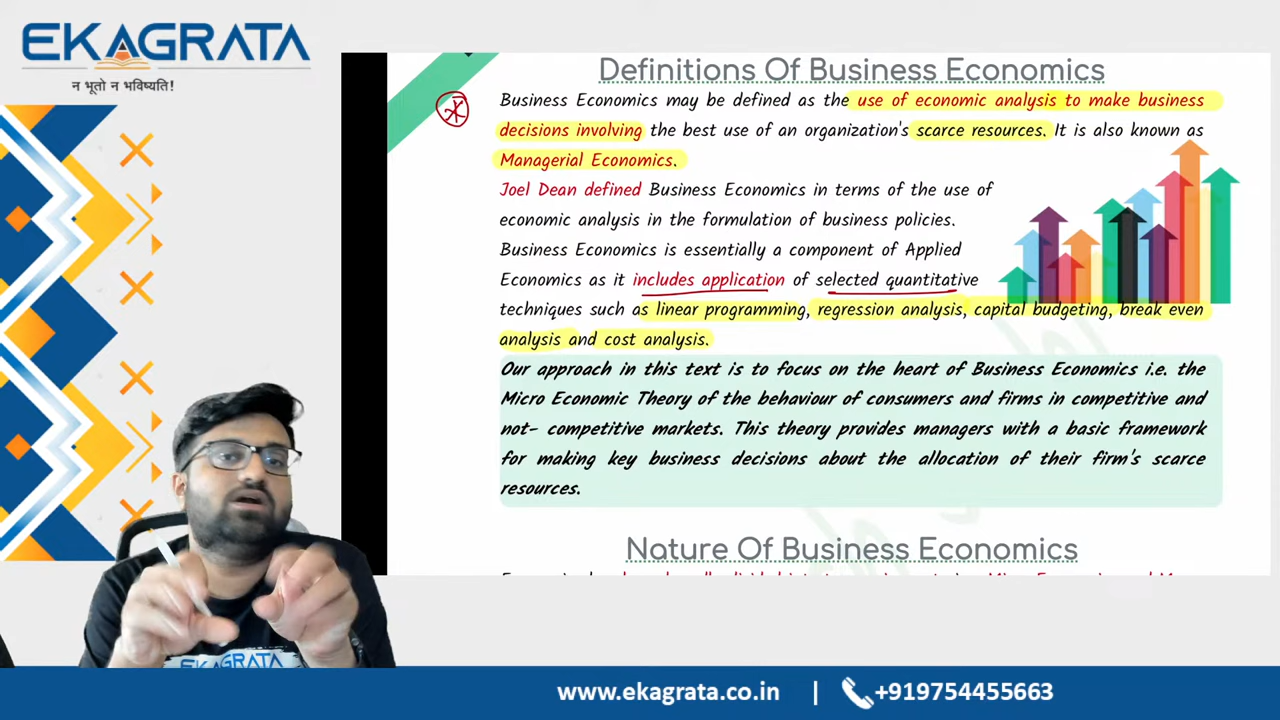 EKAGRATA
न भूतो न भविष्यति!
Definitions Of Business Economics
Business Economics may be defined as the use of economic analysis to make business
decisions involving the best use of an organization's scarce resources. It is also known as
Managerial Economics.
Joel Dean defined Business Economics in terms of the use of
economic analysis in the formulation of business policies.
Business Economics is essentially a component of Applied
Economics as it includes application of selected quantitative
techniques such as linear programming, regression analysis, capital budgeting, break even
analysis and cost analysis.
Our approach in this text is to focus on the heart of Business Economics i.e. the
Micro Economic Theory of the behaviour of consumers and firms in competitive and
not- competitive markets. This theory provides managers with a basic framework
for making key business decisions about the allocation of their firm's scarce
resources.
Nature Of Business Economics
EKAGRATA
www.ekagrata.co.in | +919754455663